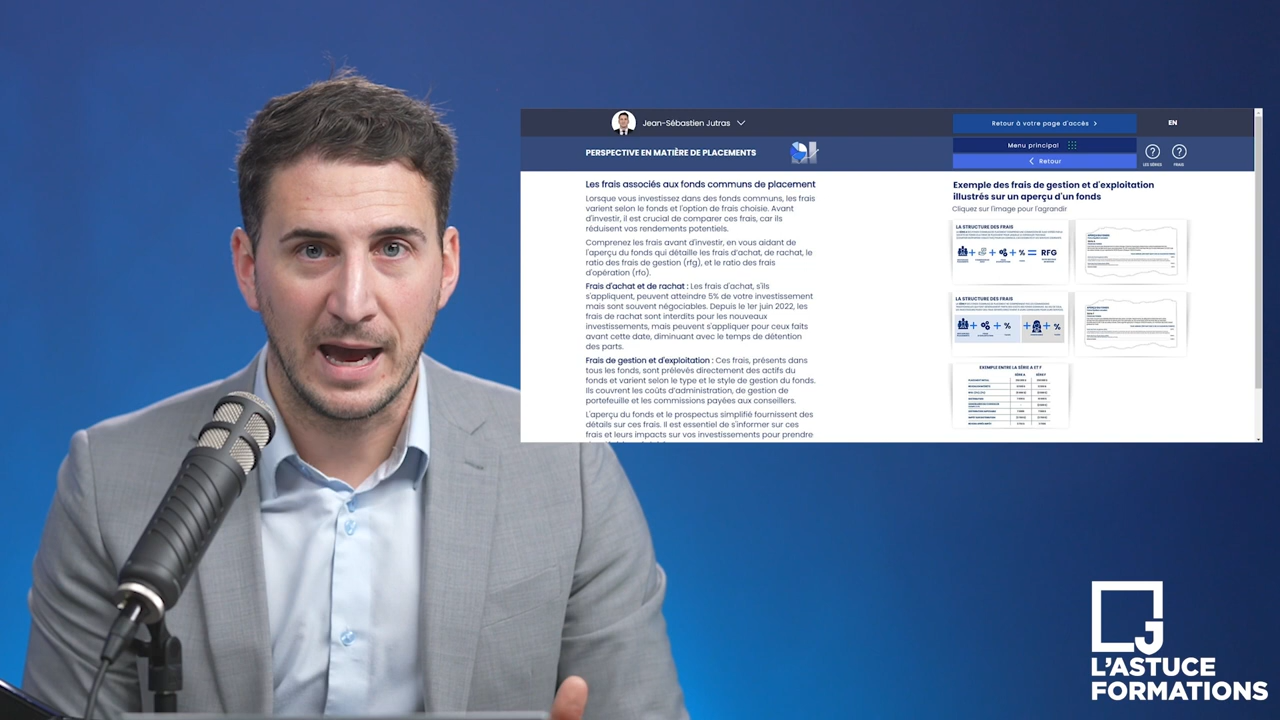 Jean-Sébastien Jutras
Retour à votre page d'accès
EN
PERSPECTIVE EN MATIÈRE DE PLACEMENTS
Menu principal
Retour
LES SÉRIES
FRAIS
Les frais associés aux fonds communs de placement
Lorsque vous investissez dans des fonds communs, les frais
varient selon le fonds et l'option de frais choisie. Avant
d'investir, il est crucial de comparer ces frais, car ils
réduisent vos rendements potentiels.
Comprenez les frais avant d'investir, en vous aidant de
l'aperçu du fonds qui détaille les frais d'achat, de rachat, le
ratio des frais de gestion (rfg), et le ratio des frais
d'opération (rfo).
Frais d'achat et de rachat : Les frais d'achat, s'ils
s'appliquent, peuvent atteindre 5% de votre investissement
mais sont souvent négociables. Depuis le 1er juin 2022, les
frais de rachat sont interdits pour les nouveaux
investissements, mais peuvent s'appliquer pour ceux faits
avant cette date, diminuant avec le temps de détention
des parts.
Frais de gestion et d'exploitation : Ces frais, présents dans
tous les fonds, sont prélevés directement des actifs du
fonds et varient selon le type et le style de gestion du fonds.
Ils couvrent les coûts d'administration, de gestion de
portefeuille et les commissions payées aux conseillers.
L'aperçu du fonds et le prospectus simplifié fournissent des
détails sur ces frais. Il est essentiel de s'informer sur ces
frais et leurs impacts sur vos investissements pour prendre
Exemple des frais de gestion et d'exploitation
illustrés sur un aperçu d'un fonds
Cliquez sur l'image pour l'agrandir
LA STRUCTURE DES FRAIS
+ + + % = RFG
LA STRUCTURE DES FRAIS
+ + % + + %
EXEMPLE ENTRE LA SÉRIE A ET F
SÉRIE A SÉRIE F
L'ASTUCE
FORMATIONS